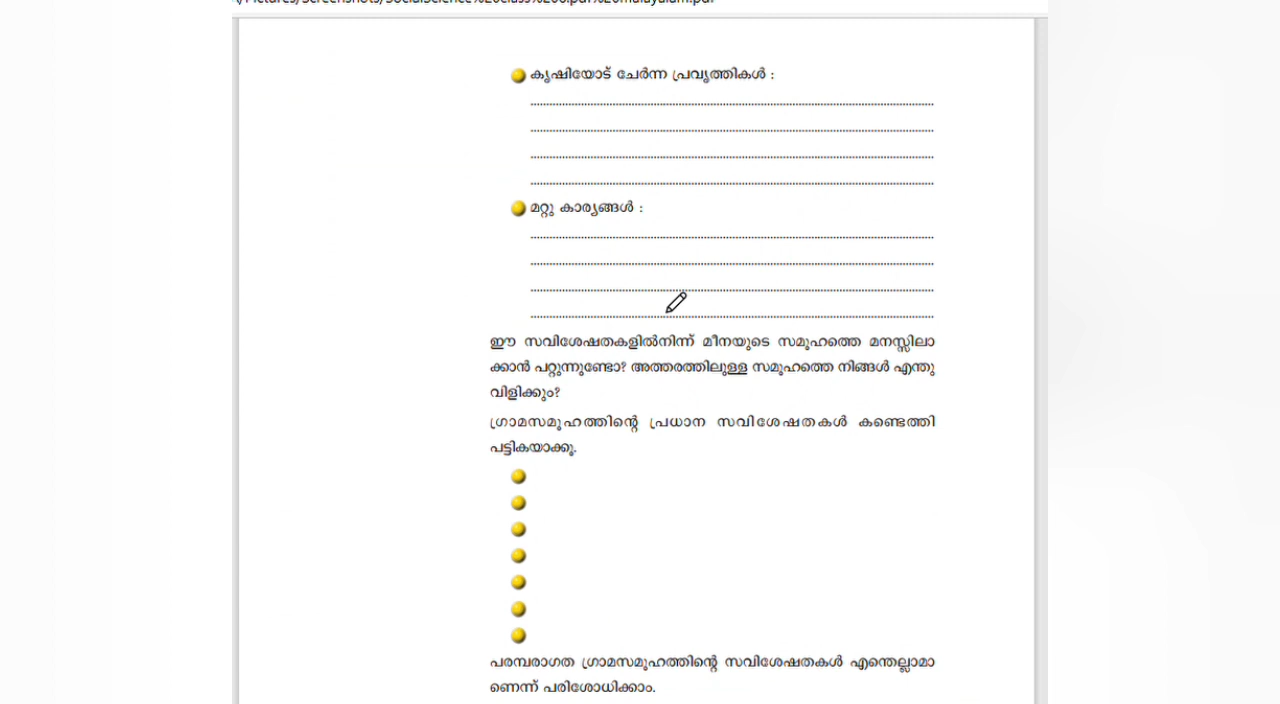 കൃഷിയോട് ചേർന്ന പ്രവൃത്തികൾ :
മറ്റു കാര്യങ്ങൾ :
ഈ സവിശേഷതകളിൽനിന്ന് മീനയുടെ സമൂഹത്തെ മനസ്സിലാ
ക്കാൻ പറ്റുന്നുണ്ടോ? അത്തരത്തിലുള്ള സമൂഹത്തെ നിങ്ങൾ എന്തു
വിളിക്കും?
ഗ്രാമസമൂഹത്തിന്റെ പ്രധാന സവിശേഷതകൾ കണ്ടെത്തി
പട്ടികയാക്കൂ.
പരമ്പരാഗത ഗ്രാമസമൂഹത്തിന്റെ സവിശേഷതകൾ എന്തെല്ലാമാ
ണെന്ന് പരിശോധിക്കാം.